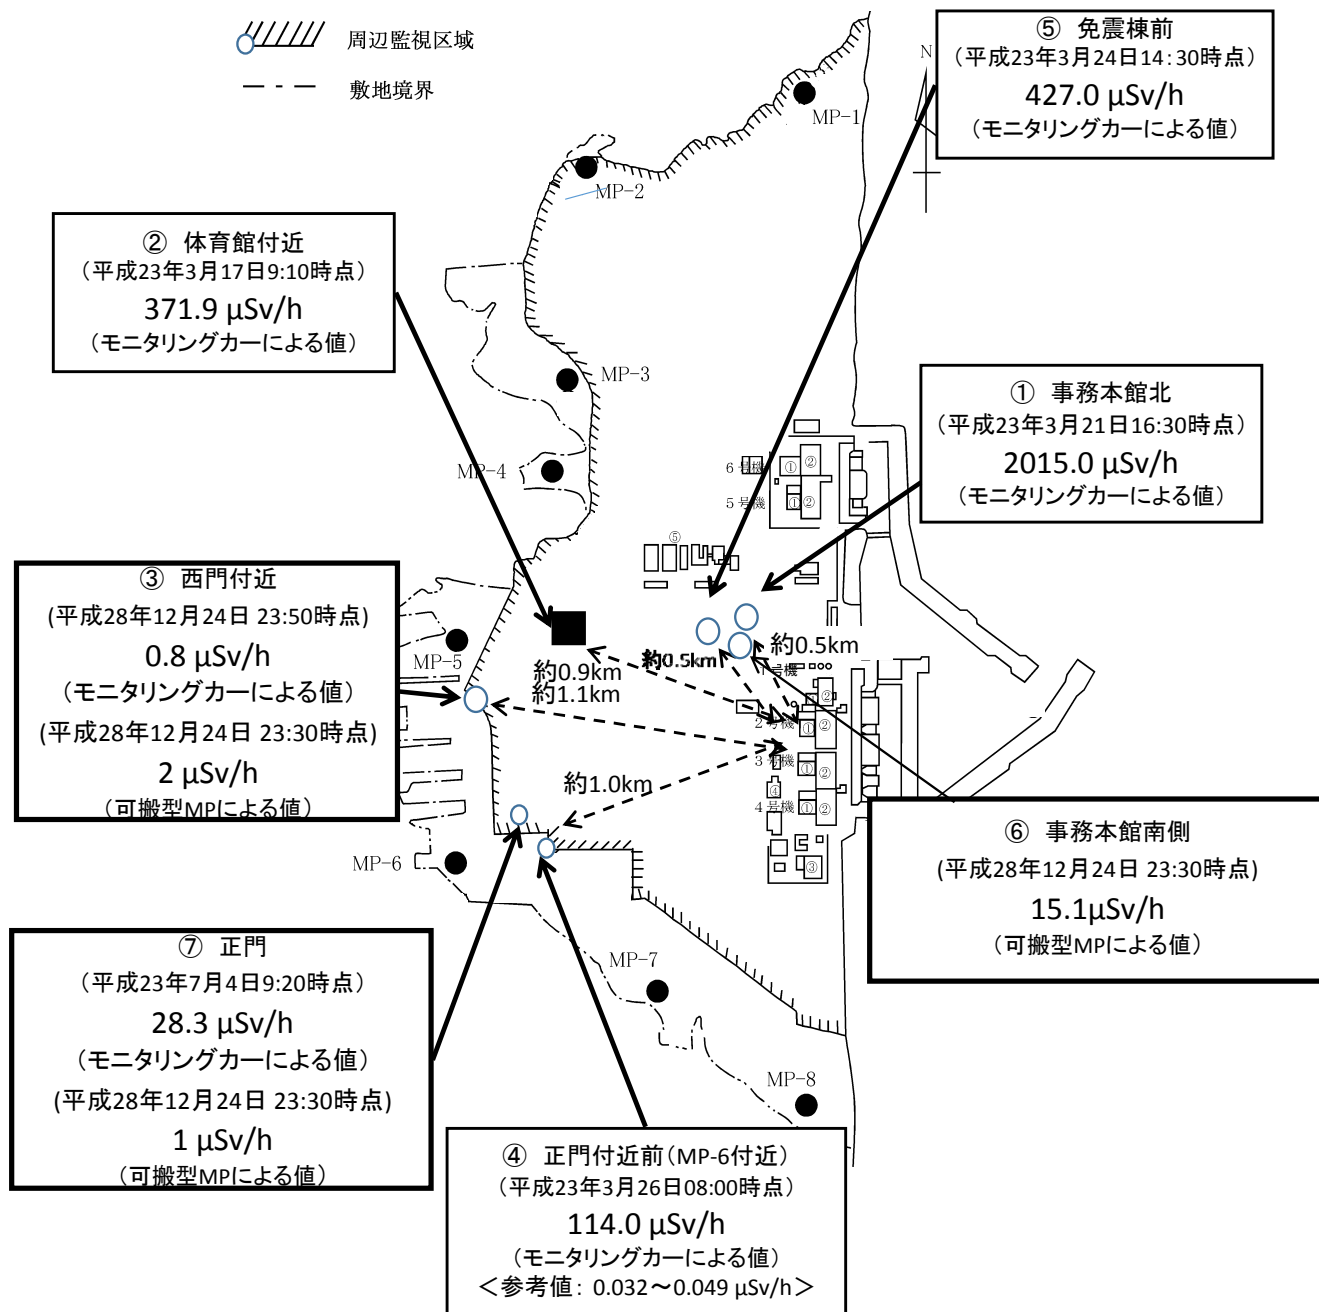 周辺監視区域
敷地境界
⑤ 免震棟前
（平成23年3月24日14:30時点）
427.0 μSv/h
（モニタリングカーによる値）
N
MP-1
MP-2
② 体育館付近
（平成23年3月17日9:10時点）
371.9 μSv/h
（モニタリングカーによる値）
MP-3
① 事務本館北
（平成23年3月21日16:30時点）
2015.0 μSv/h
（モニタリングカーによる値）
MP-4
6号機
①
②
5号機
①
②
⑤
③ 西門付近
(平成28年12月24日 23:50時点)
0.8 μSv/h
（モニタリングカーによる値）
(平成28年12月24日 23:30時点)
2 μSv/h
（可搬型MPによる値）
MP-5
約0.9km
約1.1km
約0.5km
約0.5km
1号機
②
2号機
①
②
3号機
①
②
約1.0km
④
4号機
①
②
③
MP-6
⑥ 事務本館南側
(平成28年12月24日 23:30時点)
15.1μSv/h
（可搬型MPによる値）
⑦ 正門
（平成23年7月4日9:20時点）
28.3 μSv/h
（モニタリングカーによる値）
(平成28年12月24日 23:30時点)
1 μSv/h
（可搬型MPによる値）
MP-7
MP-8
④ 正門付近前（MP-6付近）
（平成23年3月26日08:00時点）
114.0 μSv/h
（モニタリングカーによる値）
＜参考値：0.032～0.049 μSv/h＞